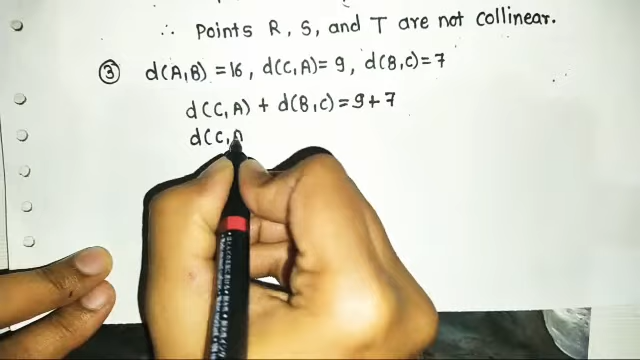 ∴ Points R, S, and T are not collinear.
③ d(A,B) = 16, d(C,A) = 9, d(B,C) = 7
d(C,A) + d(B,C) = 9 + 7
d(C,A